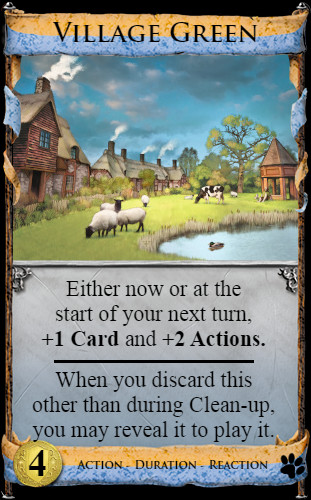 Village Green
Either now or at the
start of your next turn,
+1 Card and +2 Actions.
When you discard this
other than during Clean-up,
you may reveal it to play it.
4
Action - Duration - Reaction